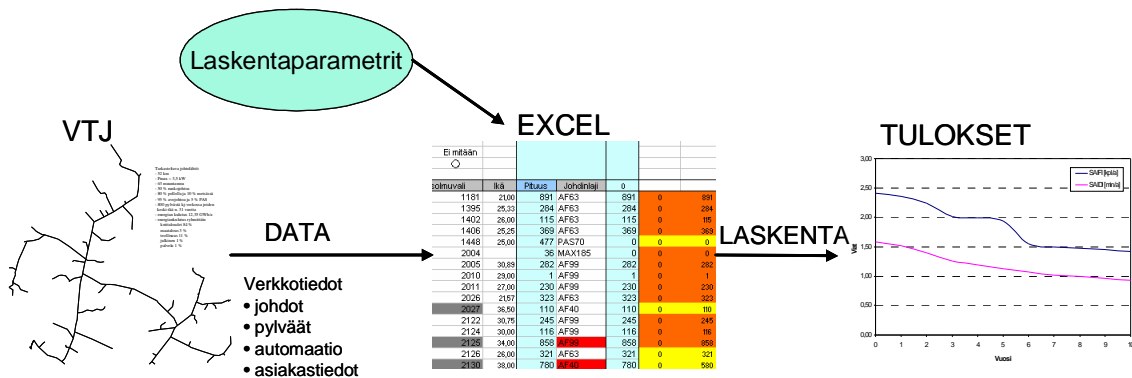 Laskentaparametrit
VTJ
EXCEL
TULOKSET
DATA
LASKENTA
Verkkotiedot
• johdot
• pylväät
• automaatio
• asiakastiedot
Ei mitään
olmuväli Ikä Pituus Johdinlaji 0
1181 21,00 891 AF63 891 0 891
1395 25,33 284 AF63 284 0 284
1402 26,00 115 AF63 115 0 115
1406 25,25 369 AF63 369 0 369
1448 25,00 477 PAS70 0 0 0
2004 36 MAX185 0 0 0
2005 30,89 282 AF99 282 0 282
2010 29,00 1 AF99 1 0 1
2011 27,00 230 AF99 230 0 230
2026 21,57 323 AF63 323 0 323
2027 36,50 110 AF40 110 0 110
2122 30,75 245 AF99 245 0 245
2124 30,00 116 AF99 116 0 116
2125 34,00 858 AF99 858 0 858
2126 26,00 321 AF63 321 0 321
2130 38,00 780 AF40 780 0 580
3,00
2,50
2,00
1,50
1,00
0,50
0,00
SAIFI [kpl/a]
SAIDI [min/a]
0 1 2 3 4 5 6 7 8 9 10
Vuosi